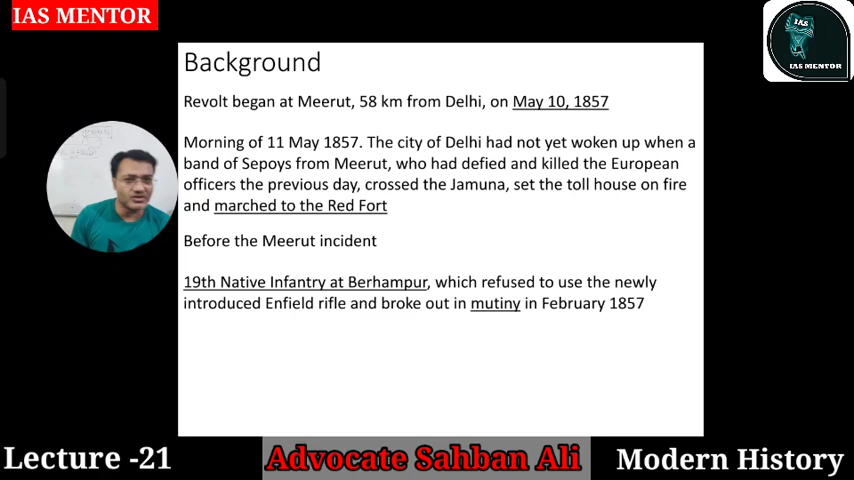 IAS MENTOR
IAS
IAS MENTOR
Background
Revolt began at Meerut, 58 km from Delhi, on May 10, 1857
Morning of 11 May 1857. The city of Delhi had not yet woken up when a
band of Sepoys from Meerut, who had defied and killed the European
officers the previous day, crossed the Jamuna, set the toll house on fire
and marched to the Red Fort
Before the Meerut incident
19th Native Infantry at Berhampur, which refused to use the newly
introduced Enfield rifle and broke out in mutiny in February 1857
Lecture -21
Advocate Sahban Ali
Modern History